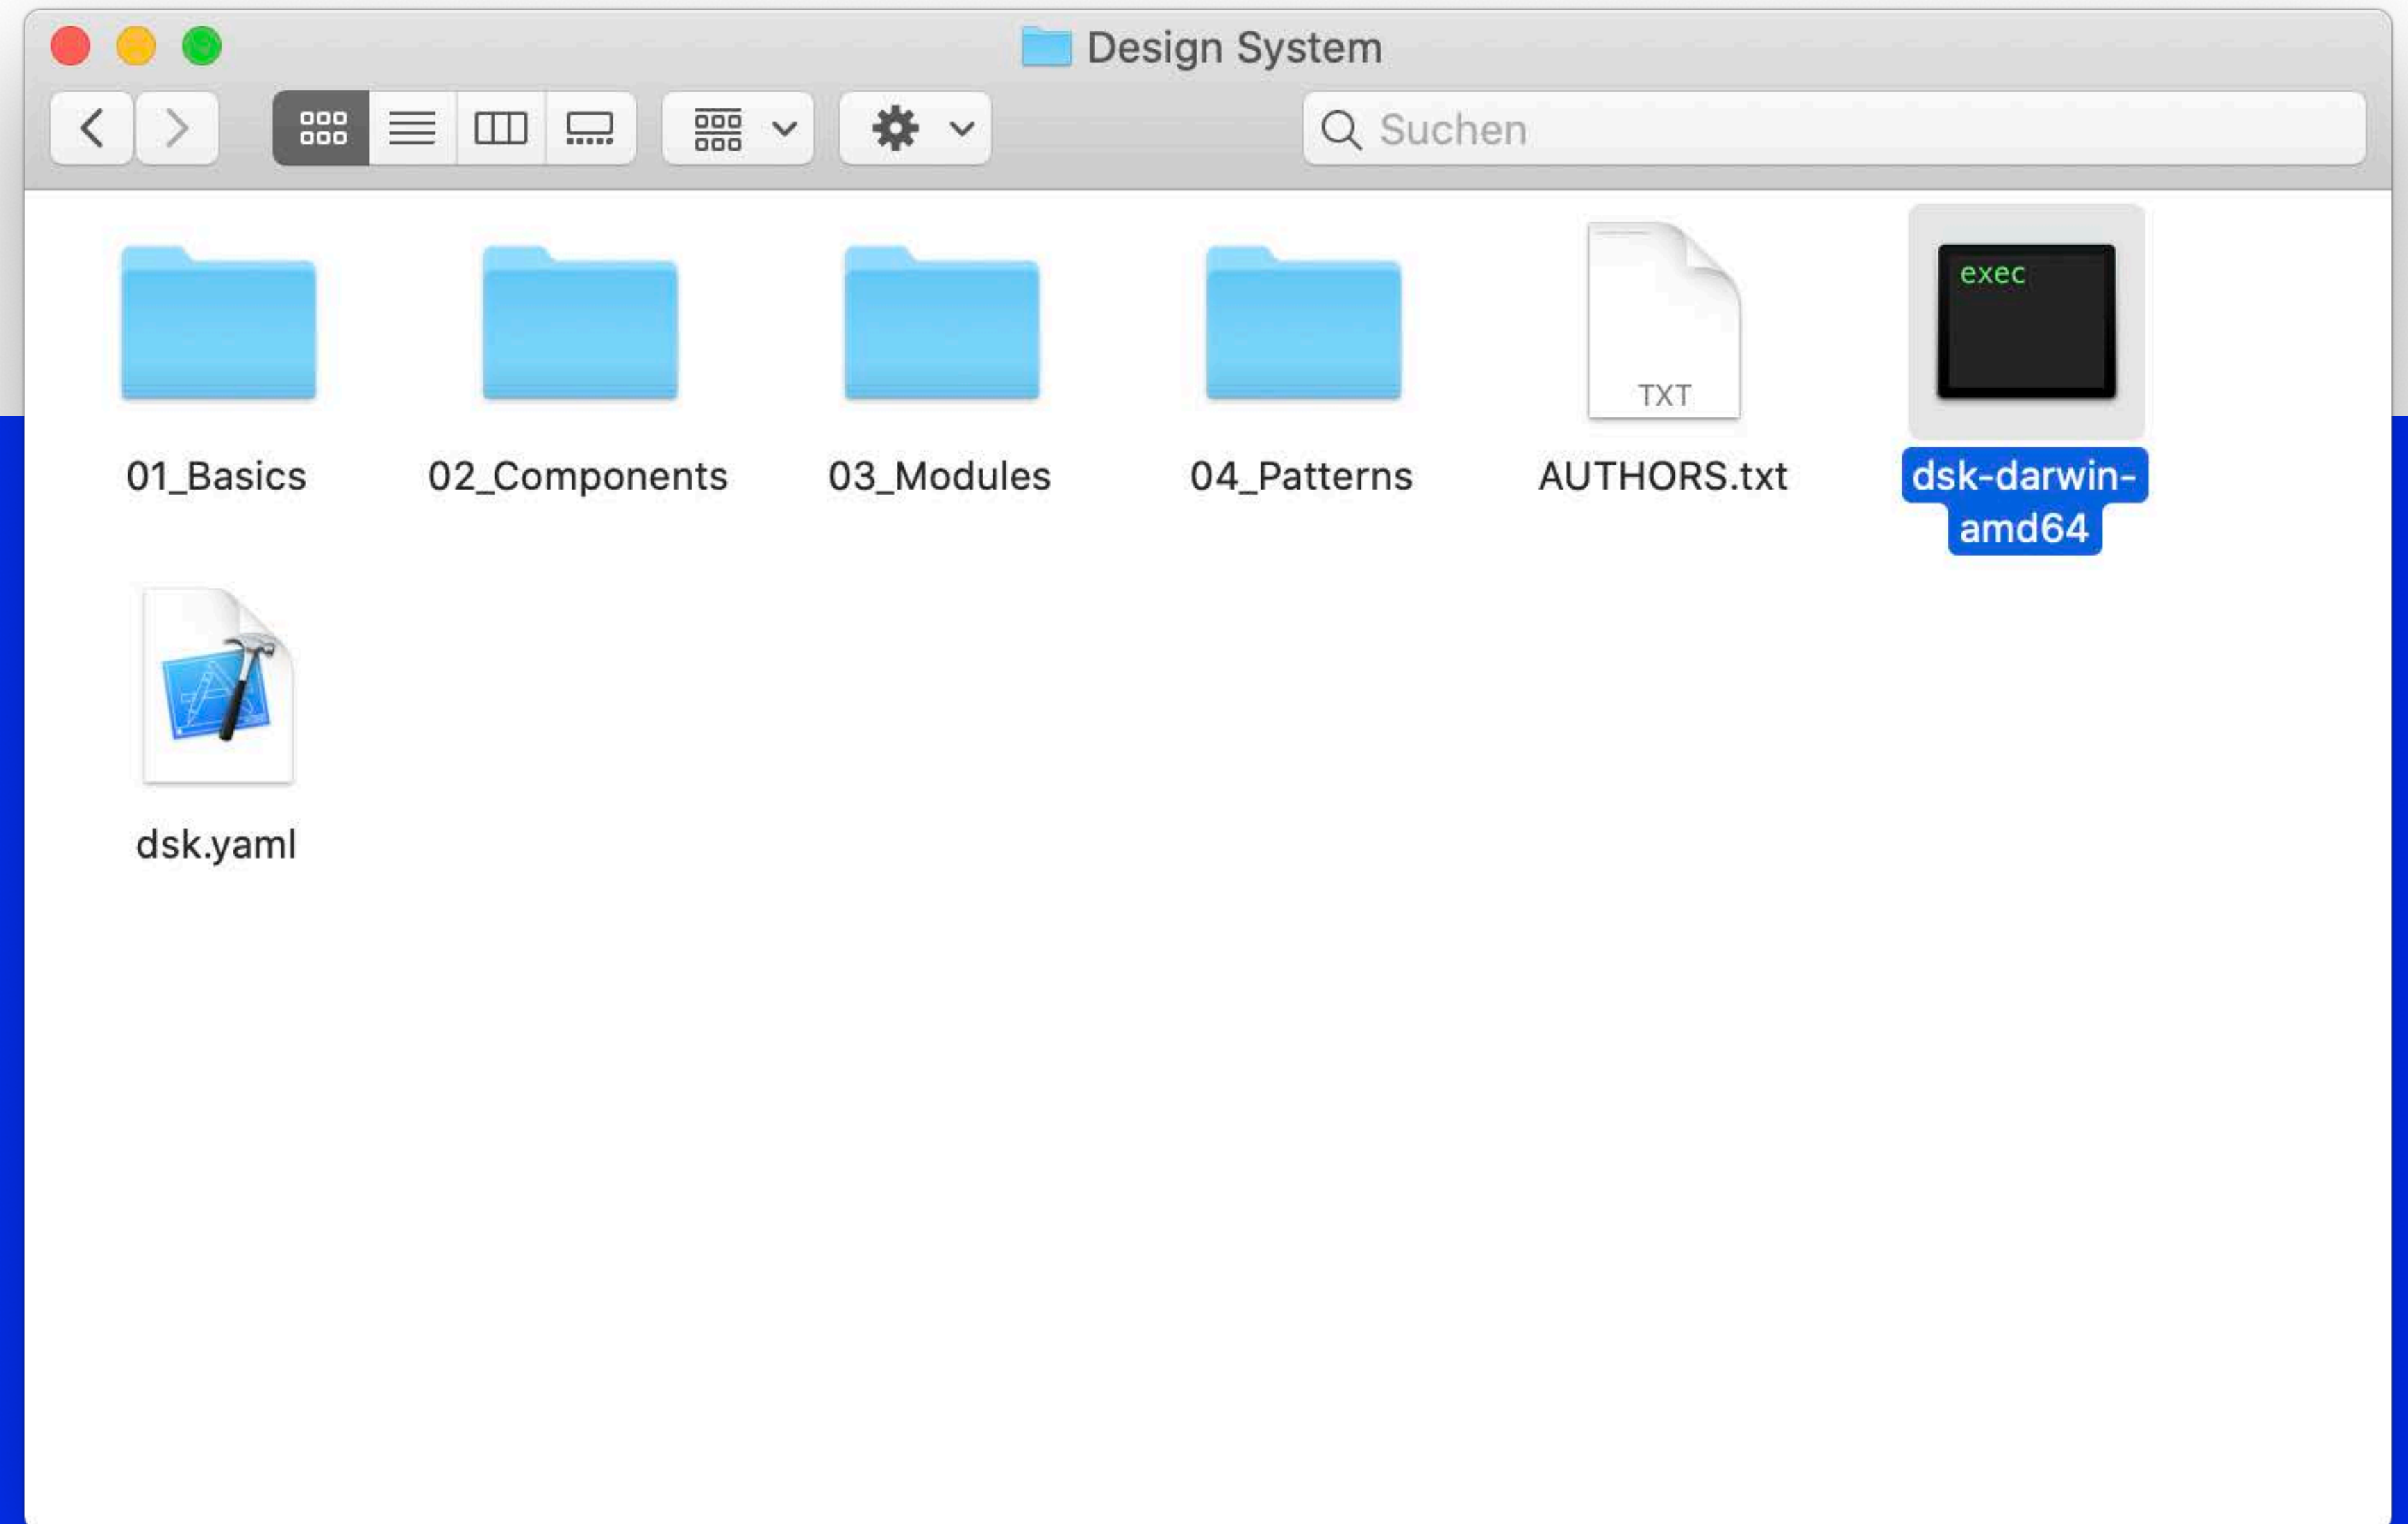 Design System
Suchen
exec
TXT
01_Basics
02_Components
03_Modules
04_Patterns
AUTHORS.txt
dsk-darwin-
amd64
dsk.yaml